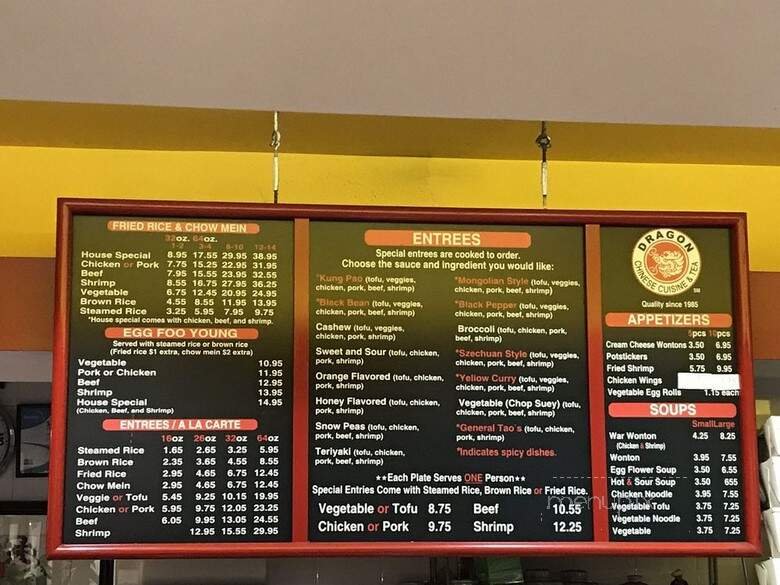 FRIED RICE & CHOW MEIN
32oz. 64oz.
1-2 3-4 8-10 12-14
House Special 8.95 17.55 29.95 38.95
Chicken or Pork 7.75 15.25 22.95 31.95
Beef 7.95 15.55 23.95 32.55
Shrimp 8.55 16.75 27.95 36.25
Vegetable 6.75 12.45 20.95 24.95
Brown Rice 4.55 8.55 11.95 13.95
Steamed Rice 3.25 5.95 7.95 9.75
*House special comes with chicken, beef, and shrimp.
EGG FOO YOUNG
Served with steamed rice or brown rice
(Fried rice $1 extra, chow mein $2 extra)
Vegetable 10.95
Pork or Chicken 11.95
Beef 12.95
Shrimp 13.95
House Special 14.95
(Chicken, Beef, and Shrimp)
ENTREES / A LA CARTE
16oz 26oz 32oz 64oz
Steamed Rice 1.65 2.65 3.25 5.95
Brown Rice 2.35 3.65 4.55 8.55
Fried Rice 2.95 4.65 6.75 12.45
Chow Mein 2.95 4.65 6.75 12.45
Veggie or Tofu 5.45 9.25 10.15 19.95
Chicken or Pork 5.95 9.75 12.05 23.25
Beef 6.05 9.95 13.05 24.55
Shrimp 12.95 15.55 29.95
ENTREES
Special entrees are cooked to order.
Choose the sauce and ingredient you would like:
*Kung Pao (tofu, veggies,
chicken, pork, beef, shrimp)
*Black Bean (tofu, veggies,
chicken, pork, beef, shrimp)
Cashew (tofu, veggies,
chicken, pork, beef, shrimp)
Sweet and Sour (tofu, chicken,
pork, shrimp)
Orange Flavored (tofu, chicken,
pork, shrimp)
Honey Flavored (tofu, chicken,
pork, shrimp)
Snow Peas (tofu, chicken,
pork, beef, shrimp)
Teriyaki (tofu, chicken,
pork, beef, shrimp)
*Mongolian Style (tofu, veggies,
chicken, pork, beef, shrimp)
*Black Pepper (tofu, veggies,
chicken, pork, beef, shrimp)
Broccoli (tofu, chicken, pork,
beef, shrimp)
*Szechuan Style (tofu, veggies,
chicken, pork, beef, shrimp)
*Yellow Curry (tofu, veggies,
chicken, pork, beef, shrimp)
Vegetable (Chop Suey) (tofu,
chicken, pork, beef, shrimp)
*General Tao's (tofu, chicken,
pork, shrimp)
*Indicates spicy dishes.
**Each Plate Serves ONE Person**
Special Entries Come with Steamed Rice, Brown Rice or Fried Rice.
Vegetable or Tofu 8.75 Beef 10.55
Chicken or Pork 9.75 Shrimp 12.25
DRAGON
CHINESE CUISINE & TEA
SM
Quality since 1985
APPETIZERS
5pcs 10pcs
Cream Cheese Wontons 3.50 6.95
Potstickers 3.50 6.95
Fried Shrimp 5.75 9.95
Chicken Wings
Vegetable Egg Rolls 1.15 each
SOUPS
Small Large
War Wonton 4.25 8.25
(Chicken & Shrimp)
Wonton 3.95 7.55
Egg Flower Soup 3.50 6.55
Hot & Sour Soup 3.50 655
Chicken Noodle 3.95 7.55
Vegetable Tofu 3.75 7.25
Vegetable Noodle 3.75 7.25
Vegetable 3.75 7.25
menupix